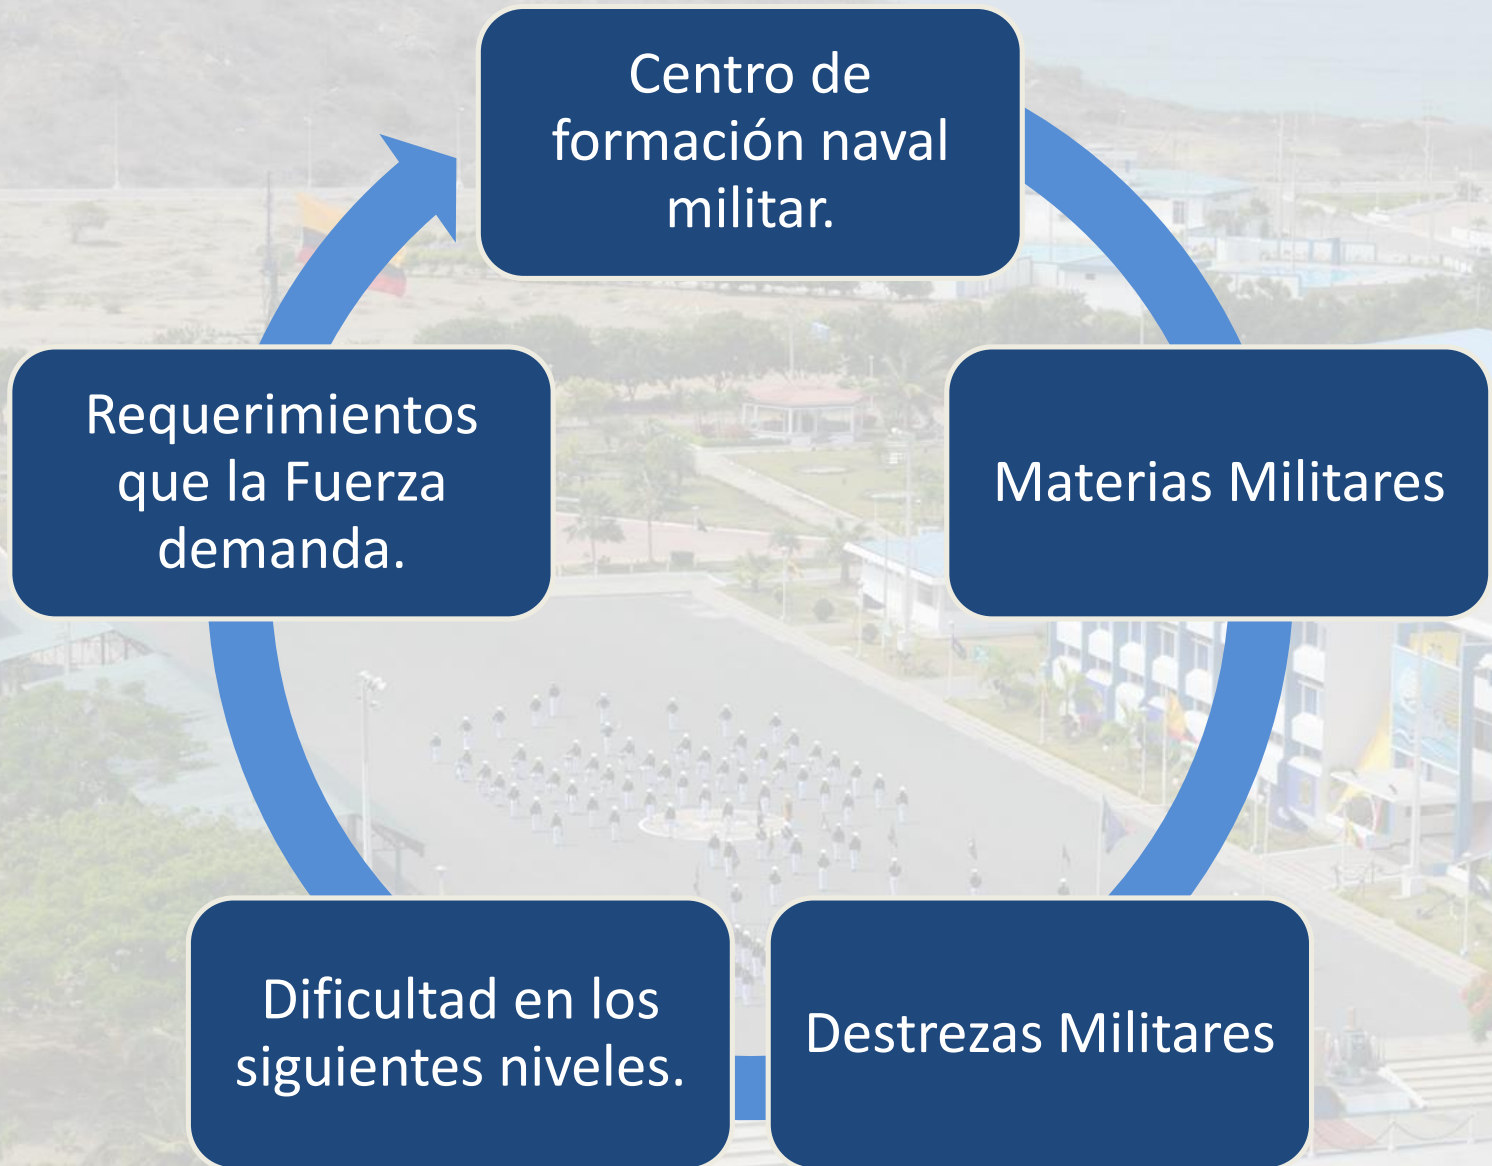 Centro de
formación naval
militar.
Materias Militares
Destrezas Militares
Dificultad en los
siguientes niveles.
Requerimientos
que la Fuerza
demanda.